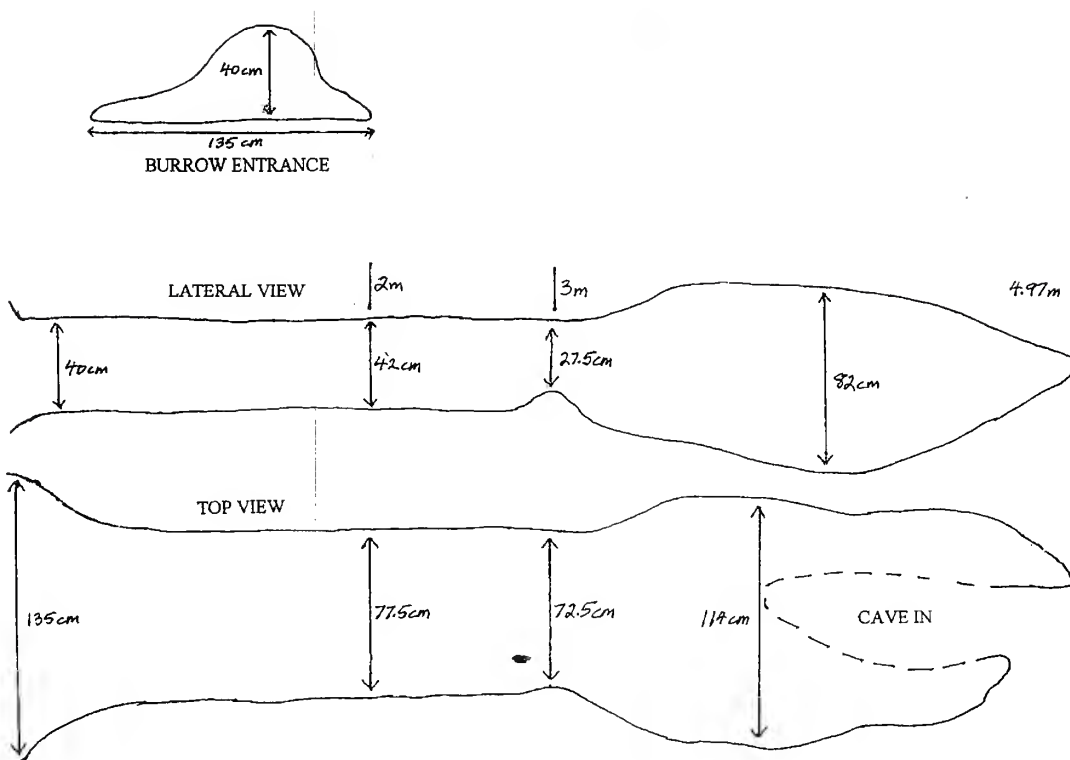 40cm
135 cm
BURROW ENTRANCE
LATERAL VIEW
2m
3m
4.97m
40cm
42cm
27.5cm
82cm
TOP VIEW
135cm
77.5cm
72.5cm
114cm
CAVE IN